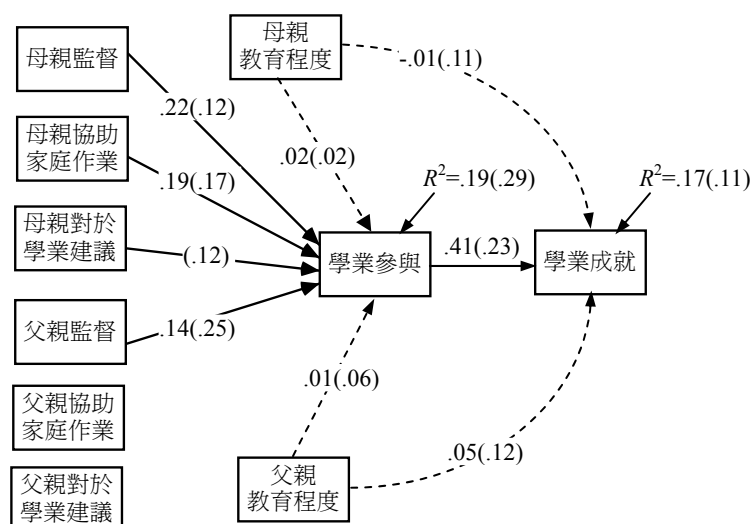 母親監督
母親
教育程度
-.01(.11)
.22(.12)
母親協助
家庭作業
.02(.02)
.19(.17)
R²=.19(.29)
R²=.17(.11)
母親對於
學業建議
(.12)
學業參與
.41(.23)
學業成就
父親監督
.14(.25)
.01(.06)
父親協助
家庭作業
.05(.12)
父親
教育程度
父親對於
學業建議